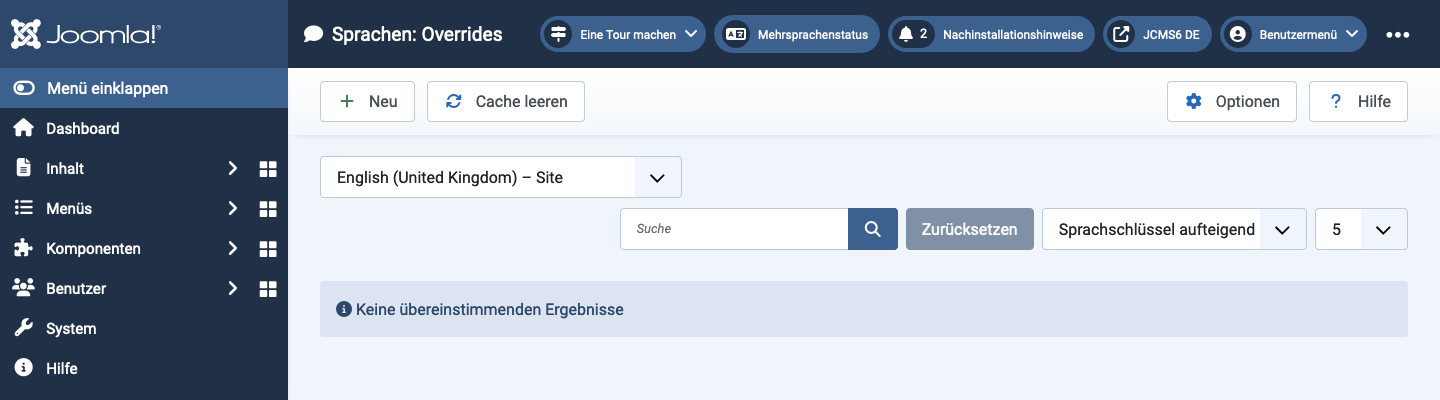 Joomla!®
Sprachen: Overrides
Eine Tour machen
Mehrsprachenstatus
2 Nachinstallationshinweise
JCMS6 DE
Benutzermenü
Menü einklappen
Dashboard
Inhalt
Menüs
Komponenten
Benutzer
System
Hilfe
Neu
Cache leeren
Optionen
? Hilfe
English (United Kingdom) – Site
Suche
Zurücksetzen
Sprachschlüssel aufteigend
5
Keine übereinstimmenden Ergebnisse